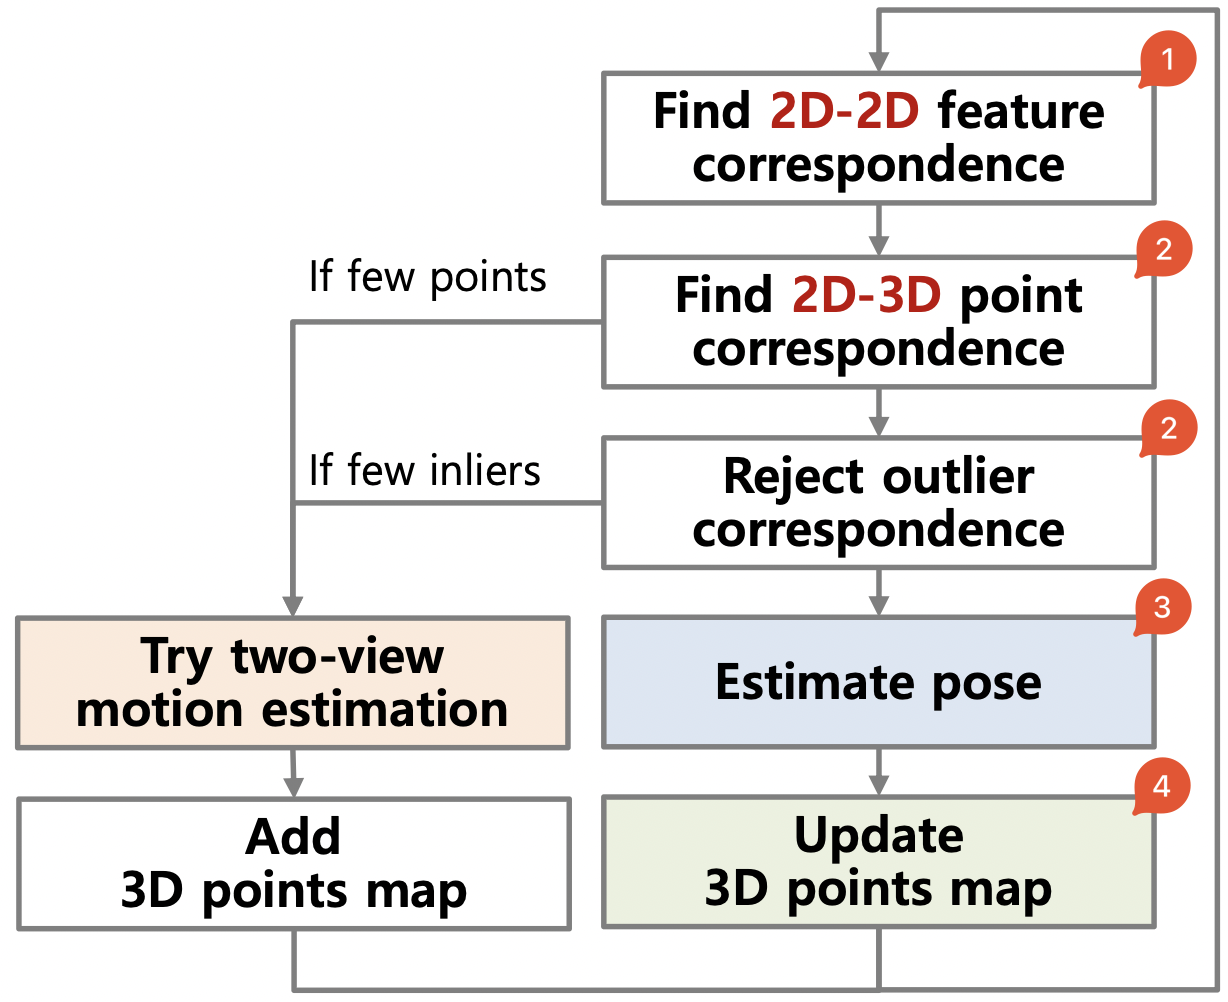 1
Find 2D-2D feature
correspondence
2
If few points
Find 2D-3D point
correspondence
2
If few inliers
Reject outlier
correspondence
3
Try two-view
motion estimation
Estimate pose
4
Add
3D points map
Update
3D points map